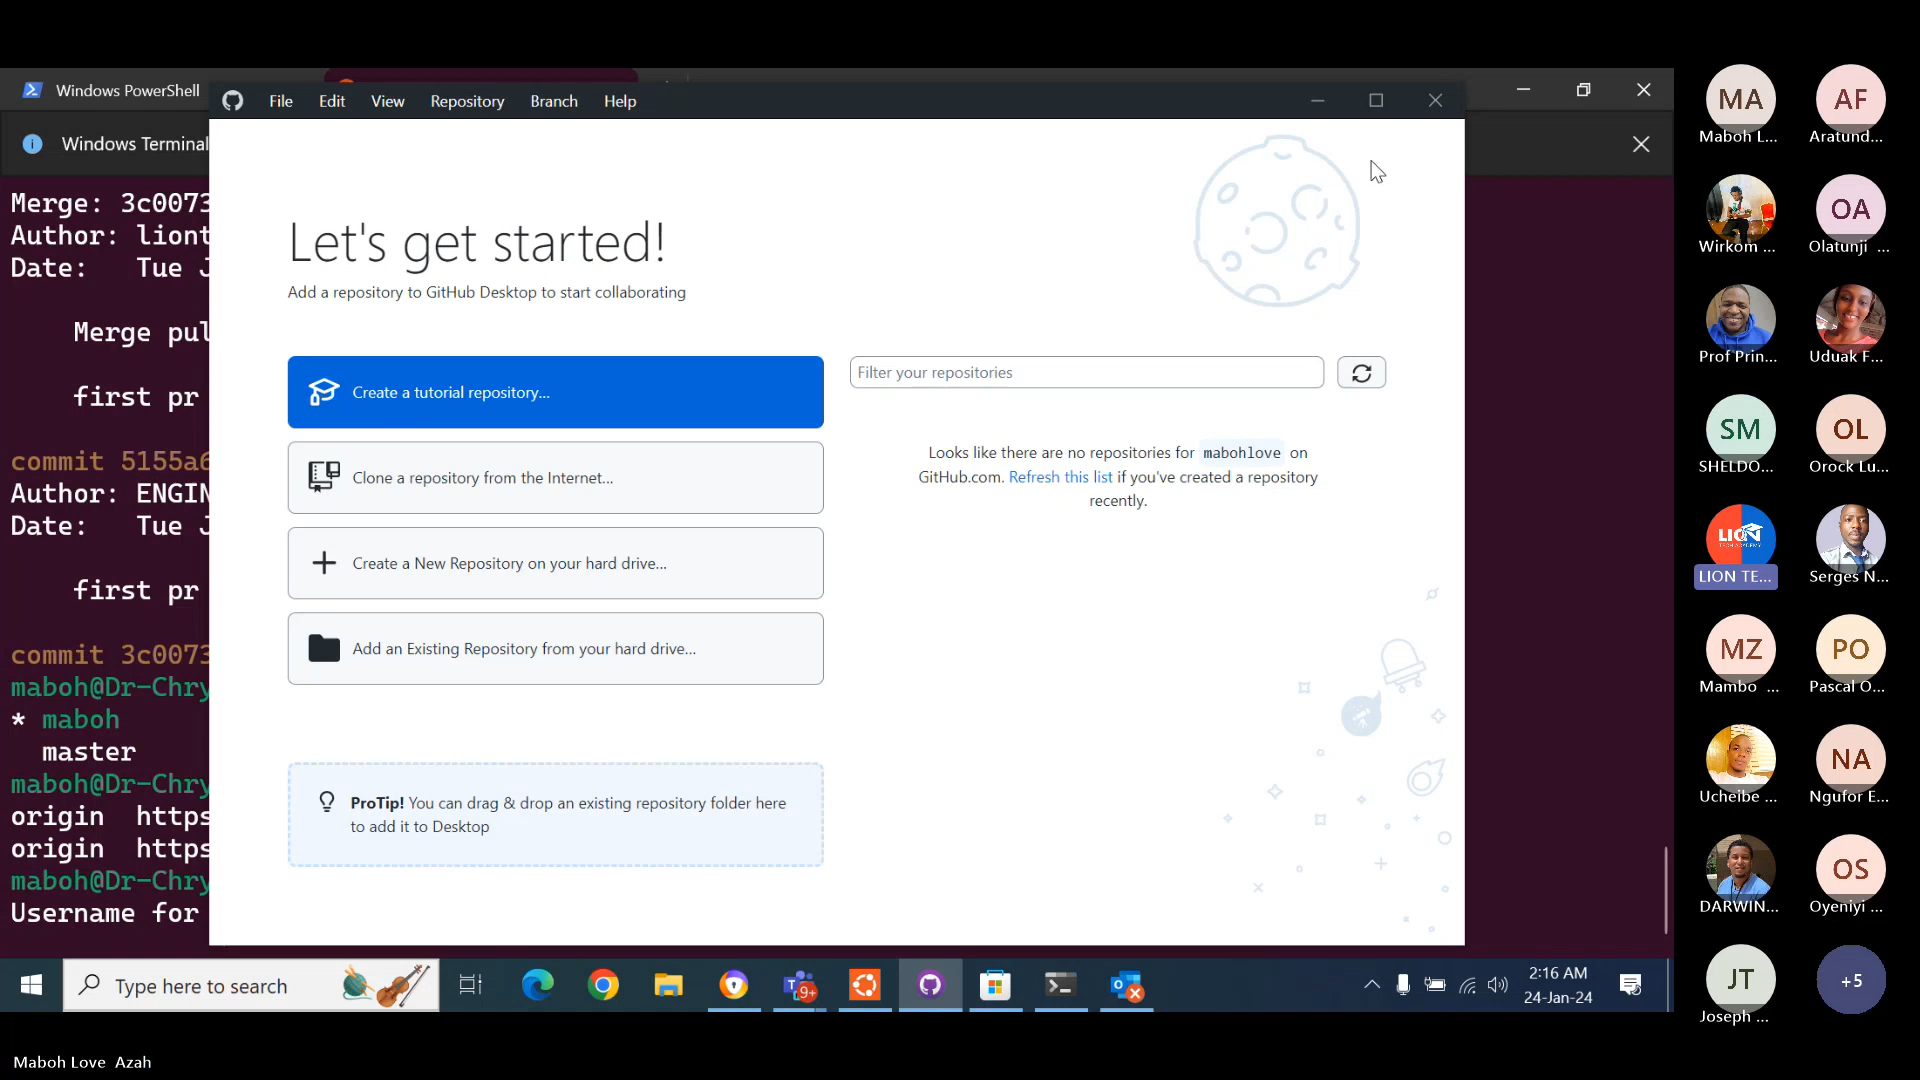 Windows PowerShell
Windows Terminal
Merge: 3c0073
Author: liont
Date: Tue J
Merge pul
first pr
commit 5155a6
Author: ENGIN
Date: Tue J
first pr
commit 3c0073
maboh@Dr-Chry
* maboh
master
maboh@Dr-Chry
origin https
origin https
maboh@Dr-Chry
Username for
File Edit View Repository Branch Help
Let's get started!
Add a repository to GitHub Desktop to start collaborating
Create a tutorial repository...
Clone a repository from the Internet...
Create a New Repository on your hard drive...
Add an Existing Repository from your hard drive...
ProTip! You can drag & drop an existing repository folder here
to add it to Desktop
Filter your repositories
Looks like there are no repositories for mabohlove on
GitHub.com. Refresh this list if you've created a repository
recently.
MA AF
Maboh L... Aratund...
OA
Wirkom ... Olatunji ...
Prof Prin... Uduak F...
SM OL
SHELDO... Orock Lu...
LION
TECH ACADEMY
LION TE... Serges N...
MZ PO
Mambo ... Pascal O...
NA
Ucheibe ... Ngufor E...
OS
DARWIN... Oyeniyi ...
JT +5
Joseph ...
Type here to search
9+
2:16 AM
24-Jan-24
Maboh Love Azah